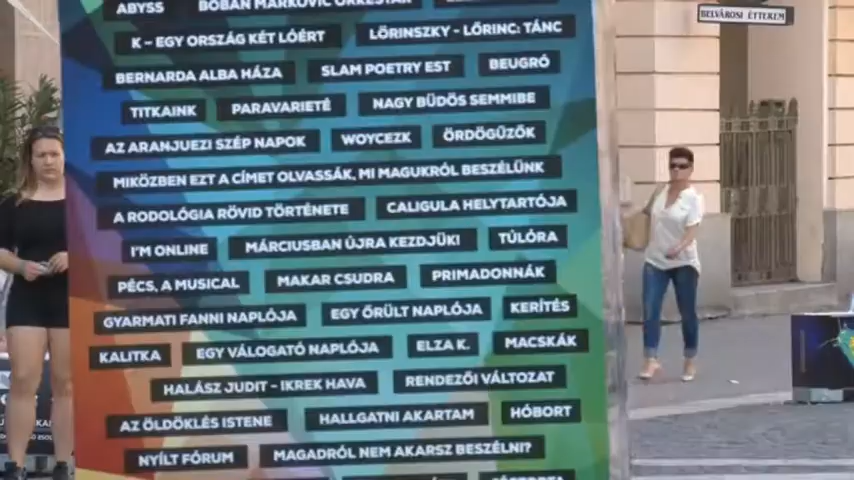 ABYSS BOBAN MARKOVIĆ ORKESTAR
K – EGY ORSZÁG KÉT LÓÉRT LŐRINSZKY - LŐRINC: TÁNC
BERNARDA ALBA HÁZA SLAM POETRY EST BEUGRÓ
TITKAINK PARAVARIETÉ NAGY BÜDÖS SEMMIBE
AZ ARANJUEZI SZÉP NAPOK WOYCEZK ÖRDÖGŰZŐK
MIKÖZBEN EZT A CÍMET OLVASSÁK, MI MAGUKRÓL BESZÉLÜNK
A RODOLÓGIA RÖVID TÖRTÉNETE CALIGULA HELYTARTÓJA
I'M ONLINE MÁRCIUSBAN ÚJRA KEZDJÜK! TÚLÓRA
PÉCS, A MUSICAL MAKAR CSUDRA PRIMADONNÁK
GYARMATI FANNI NAPLÓJA EGY ŐRÜLT NAPLÓJA KERÍTÉS
KALITKA EGY VÁLOGATÓ NAPLÓJA ELZA K. MACSKÁK
HALÁSZ JUDIT - IKREK HAVA RENDEZŐI VÁLTOZAT
AZ ÖLDÖKLÉS ISTENE HALLGATNI AKARTAM HÓBORT
NYÍLT FÓRUM MAGADRÓL NEM AKARSZ BESZÉLNI?
BELVÁROSI ÉTTEREM